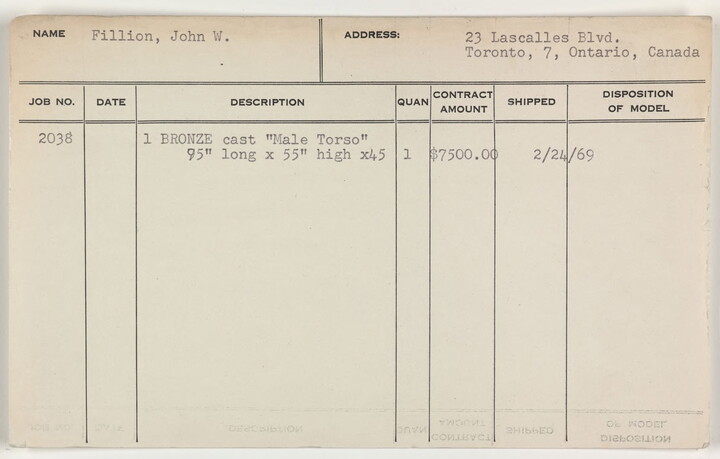 NAME Fillion, John W. ADDRESS: 23 Lascalles Blvd.
Toronto, 7, Ontario, Canada
JOB NO. DATE DESCRIPTION QUAN CONTRACT AMOUNT SHIPPED DISPOSITION OF MODEL
2038 1 BRONZE cast "Male Torso"
95" long x 55" high x45 1 $7500.00 2/24/69